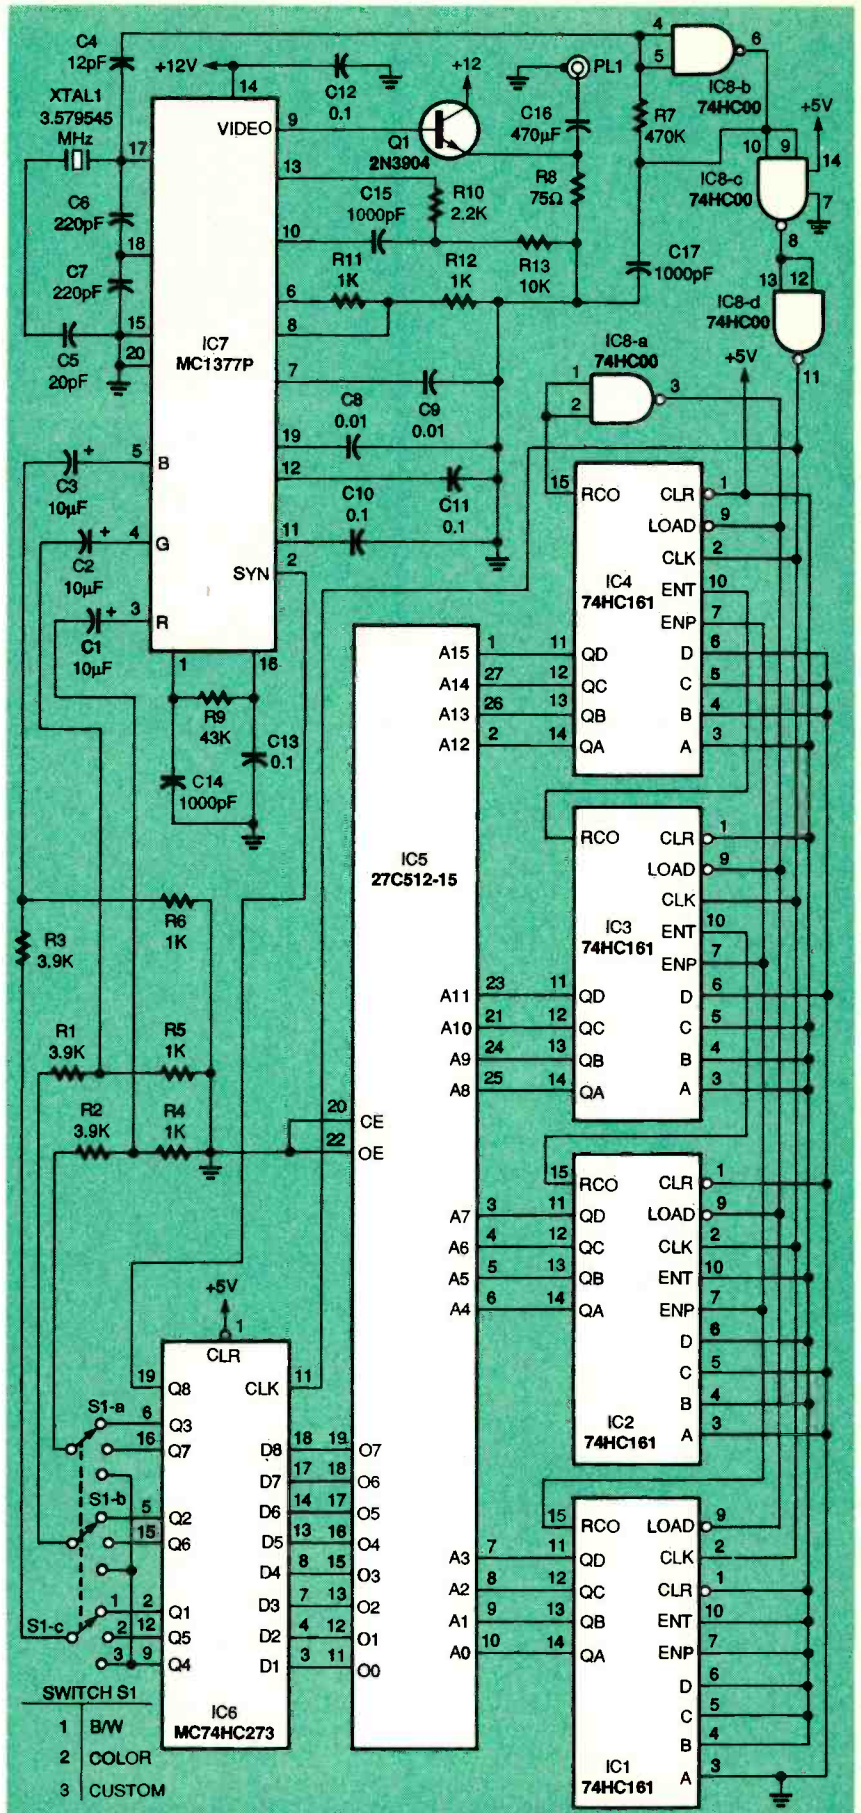 C4
12pF
+12V
14
C12
0.1
+12
PL1
4
5
6
IC8-b
74HC00
XTAL1
3.579545
MHz
17
VIDEO
9
Q1
2N3904
C16
470µF
R7
470K
+5V
10
9
14
7
IC8-c
74HC00
8
C6
220pF
13
C15
1000pF
R10
2.2K
R8
75Ω
18
10
R13
10K
C17
1000pF
13
12
IC8-d
74HC00
11
C7
220pF
R11
1K
R12
1K
6
8
15
20
C5
20pF
IC7
MC1377P
7
C9
0.01
IC8-a
74HC00
1
2
3
+5V
19
C8
0.01
12
C11
0.1
C3
10µF
+
5
B
C10
0.1
11
C2
10µF
+
4
G
SYN
2
C1
10µF
+
3
R
1
16
R9
43K
C13
0.1
C14
1000pF
15
RCO
CLR
1
LOAD
9
CLK
2
IC4
74HC161
ENT
10
ENP
7
A15
1
11
QD
D
6
A14
27
12
QC
C
5
A13
26
13
QB
B
4
A12
2
14
QA
A
3
IC5
27C512-15
RCO
CLR
1
LOAD
9
CLK
IC3
74HC161
ENT
10
ENP
7
A11
23
11
QD
D
6
A10
21
12
QC
C
5
A9
24
13
QB
B
4
A8
25
14
QA
A
3
R6
1K
R3
3.9K
R1
3.9K
R5
1K
R2
3.9K
R4
1K
20
CE
22
OE
15
RCO
CLR
1
LOAD
9
A7
3
11
QD
CLK
2
A6
4
12
QC
ENT
10
A5
5
13
QB
ENP
7
A4
6
14
QA
D
6
C
5
B
4
A
3
IC2
74HC161
+5V
1
CLR
19
Q8
CLK
11
S1-a
6
Q3
16
Q7
D8
18
19
O7
D7
17
18
O6
S1-b
5
Q2
D6
14
17
O5
15
Q6
D5
13
16
O4
D4
8
15
O3
S1-c
1
2
Q1
D3
7
13
O2
2
12
Q5
D2
4
12
O1
3
9
Q4
D1
3
11
O0
IC6
MC74HC273
15
RCO
LOAD
9
A3
7
11
QD
CLK
2
A2
8
12
QC
CLR
1
A1
9
13
QB
ENT
10
A0
10
14
QA
ENP
7
D
6
C
5
B
4
A
3
IC1
74HC161
SWITCH S1
1 B/W
2 COLOR
3 CUSTOM